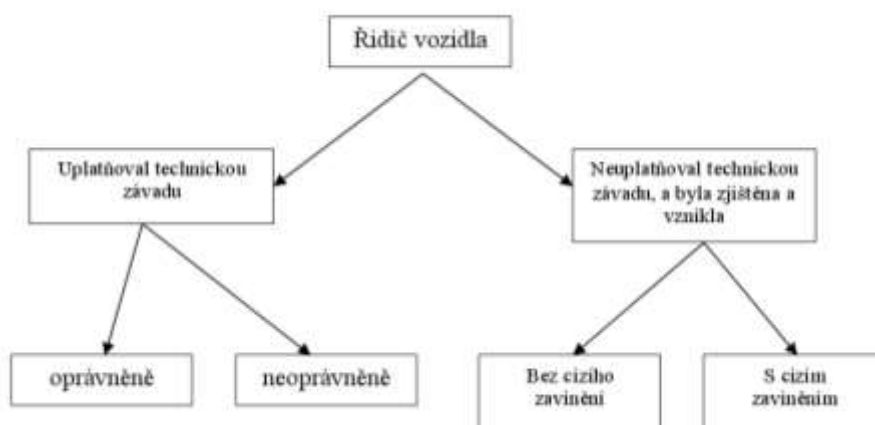 Řidič vozidla
Uplatňoval technickou
závadu
Neuplatňoval technickou
závadu, a byla zjištěna a
vznikla
oprávněně
neoprávněně
Bez cizího
zavinění
S cizím
zaviněním